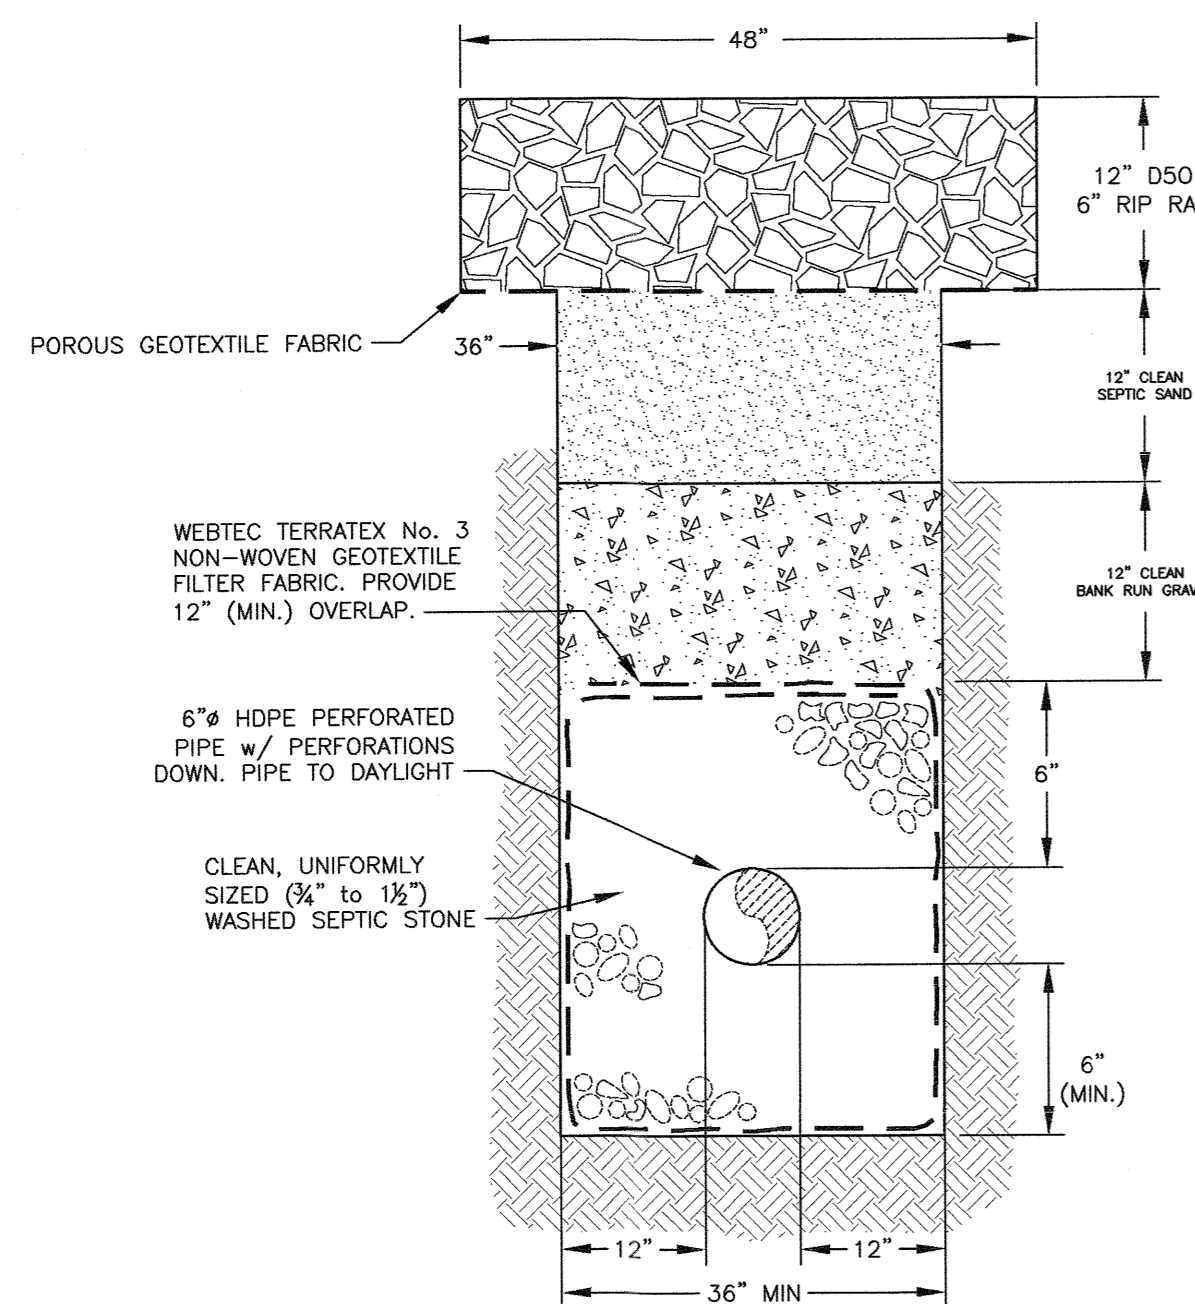 48"
12" D50
6" RIP RA
POROUS GEOTEXTILE FABRIC
36"
12" CLEAN
SEPTIC SAND
WEBTEC TERRATEX No. 3
NON-WOVEN GEOTEXTILE
FILTER FABRIC. PROVIDE
12" (MIN.) OVERLAP.
12" CLEAN
BANK RUN GRAV
6"ø HDPE PERFORATED
PIPE w/ PERFORATIONS
DOWN. PIPE TO DAYLIGHT
6"
CLEAN, UNIFORMLY
SIZED (¾" to 1½")
WASHED SEPTIC STONE
6"
(MIN.)
12"
12"
36" MIN